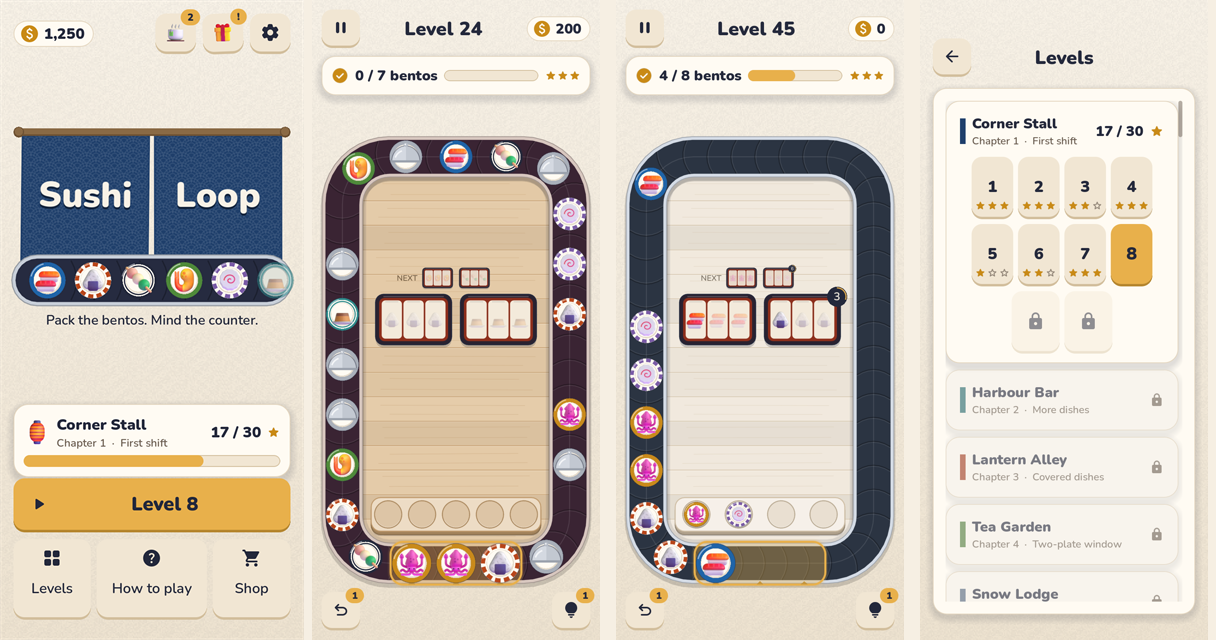 1,250
2
!
Sushi Loop
Pack the bentos. Mind the counter.
Corner Stall
Chapter 1 · First shift
17 / 30
Level 8
Levels
How to play
Shop
Level 24
200
0 / 7 bentos
NEXT
1
1
Level 45
0
4 / 8 bentos
NEXT
3
1
1
Levels
Corner Stall
Chapter 1 · First shift
17 / 30
1 2 3 4
5 6 7 8
Harbour Bar
Chapter 2 · More dishes
Lantern Alley
Chapter 3 · Covered dishes
Tea Garden
Chapter 4 · Two-plate window
Snow Lodge